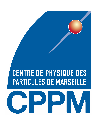 CENTRE DE PHYSIQUE DES
PARTICULES DE MARSEILLE
CPPM